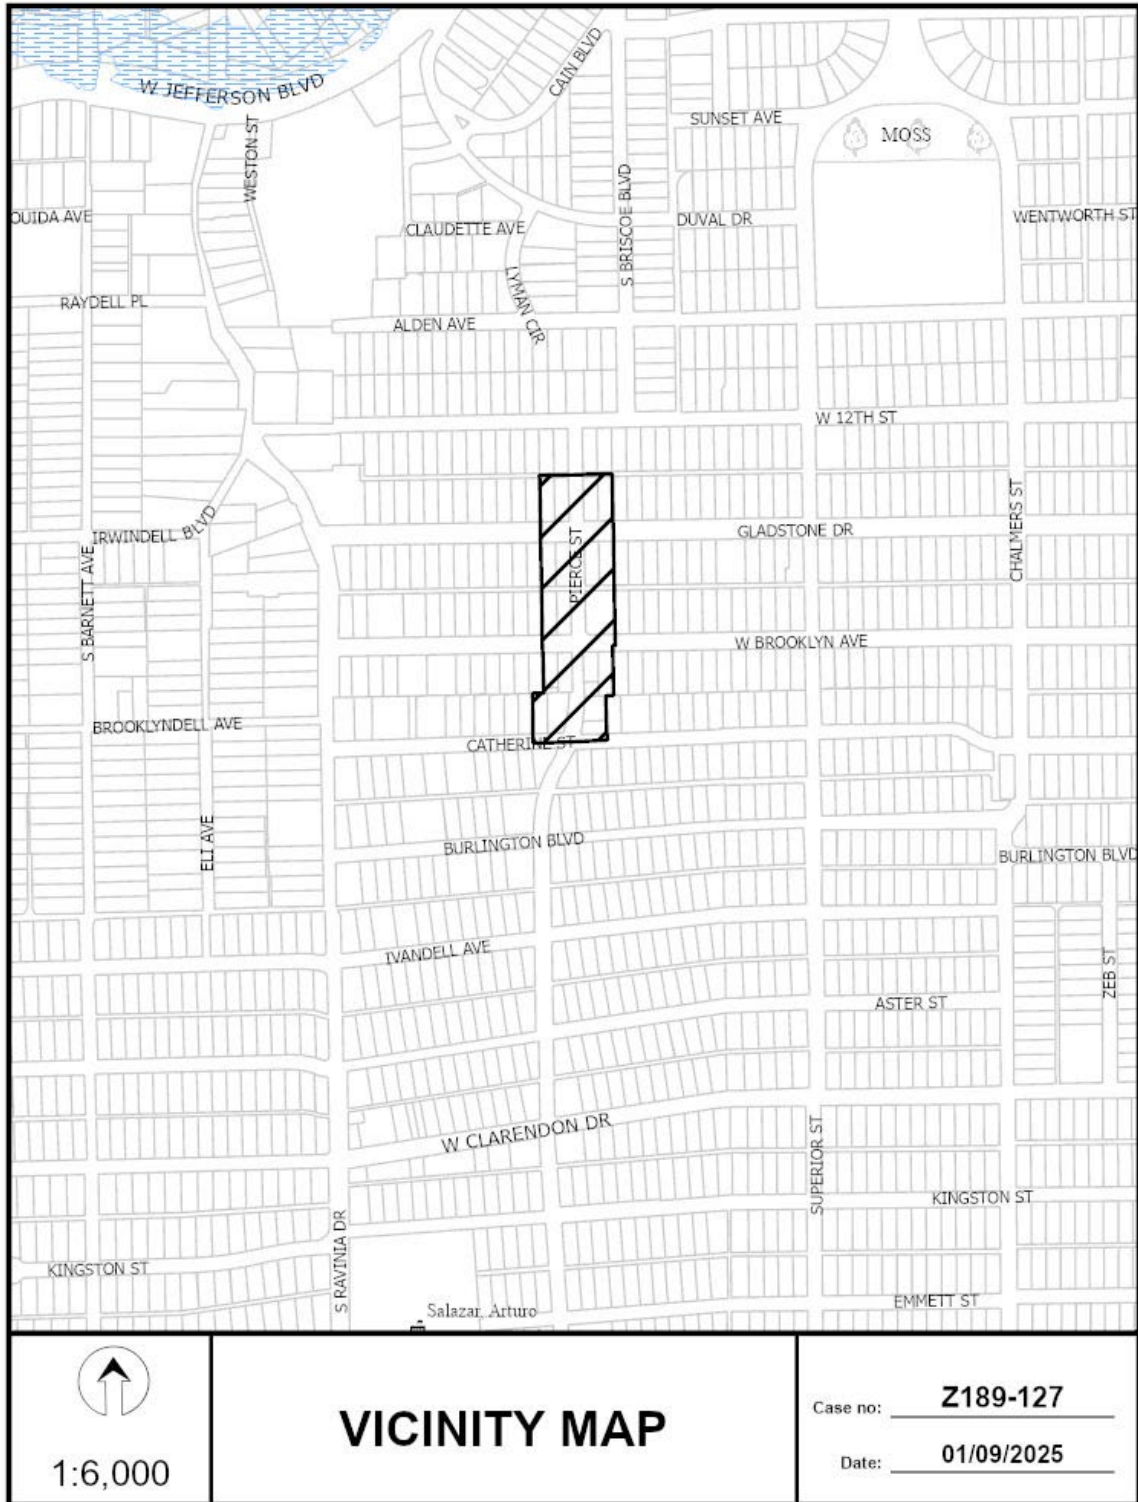 W JEFFERSON BLVD
CAIN BLVD
SUNSET AVE
MOSS
WESTON ST
OUIDA AVE
CLAUDETTE AVE
S BRISCOE BLVD
DUVAL DR
WENTWORTH ST
RAYDELL PL
LYMAN CIR
ALDEN AVE
W 12TH ST
IRWINDELL BLVD
GLADSTONE DR
CHALMERS ST
PIERCE ST
S BARNETT AVE
W BROOKLYN AVE
BROOKLYNDELL AVE
CATHERINE ST
ELI AVE
BURLINGTON BLVD
BURLINGTON BLVD
IVANDELL AVE
ZEB ST
ASTER ST
W CLARENDON DR
SUPERIOR ST
KINGSTON ST
S RAVINIA DR
KINGSTON ST
EMMETT ST
Salazar, Arturo
1:6,000
VICINITY MAP
Case no: Z189-127
Date: 01/09/2025